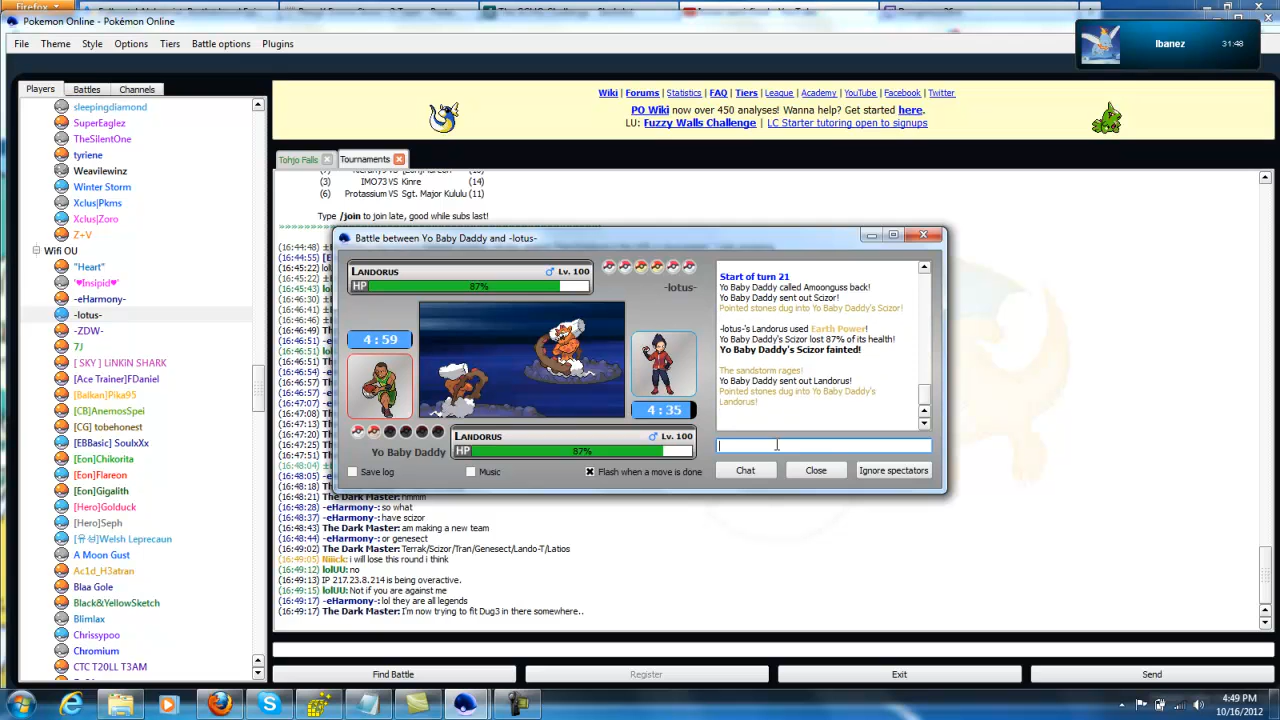 Firefox
Pokemon Online - Pokémon Online
Ibanez 31:48
File Theme Style Options Tiers Battle options Plugins
Players Battles Channels
sleepingdiamond
SuperEaglez
TheSilentOne
tyriene
Weavilewinz
Winter Storm
Xclus|Pkms
Xclus|Zoro
Z+V
Wifi OU
"Heart"
'♥Insipid♥'
-eHarmony-
-lotus-
-ZDW-
7J
[ SKY ] LiNKiN SHARK
[Ace Trainer]FDaniel
[Balkan]Pika95
[CB]AnemosSpei
[CG] tobehonest
[EBBasic] SoulxXx
[Eon]Chikorita
[Eon]Flareon
[Eon]Gigalith
[Hero]Golduck
[Hero]Seph
[유성]Welsh Leprecaun
A Moon Gust
Ac1d_H3atran
Blaa Gole
Black&YellowSketch
Blimlax
Chrissypoo
Chromium
CTC T20LL T3AM
Wiki | Forums | Statistics | FAQ | Tiers | League | Academy | YouTube | Facebook | Twitter
PO Wiki now over 450 analyses! Wanna help? Get started here.
LU: Fuzzy Walls Challenge | LC Starter tutoring open to signups
Tohjo Falls Tournaments
(3) IMO73 VS Kinre (14)
(6) Protassium VS Sgt. Major Kululu (11)
Type /join to join late, good while subs last!
Battle between Yo Baby Daddy and -lotus-
LANDORUS Lv. 100
HP 87%
-lotus-
4:59
4:35
LANDORUS Lv. 100
HP 87%
Yo Baby Daddy
Save log Music Flash when a move is done
Start of turn 21
Yo Baby Daddy called Amoonguss back!
Yo Baby Daddy sent out Scizor!
Pointed stones dug into Yo Baby Daddy's Scizor!
-lotus-'s Landorus used Earth Power!
Yo Baby Daddy's Scizor lost 87% of its health!
Yo Baby Daddy's Scizor fainted!
The sandstorm rages!
Yo Baby Daddy sent out Landorus!
Pointed stones dug into Yo Baby Daddy's
Landorus!
Chat Close Ignore spectators
(16:48:21) The Dark Master: hmmm
(16:48:28) -eHarmony-: so what
(16:48:37) -eHarmony-: have scizor
(16:48:43) The Dark Master: am making a new team
(16:48:44) -eHarmony-: or genesect
(16:49:02) The Dark Master: Terrak/Scizor/Tran/Genesect/Lando-T/Latios
(16:49:05) Niiick: i will lose this round i think
(16:49:12) lolUU: no
(16:49:13) IP 217.23.8.214 is being overactive.
(16:49:15) lolUU: Not if you are against me
(16:49:17) -eHarmony-: lol they are all legends
(16:49:17) The Dark Master: I'm now trying to fit Dug3 in there somewhere..
Find Battle Register Exit Send
4:49 PM
10/16/2012